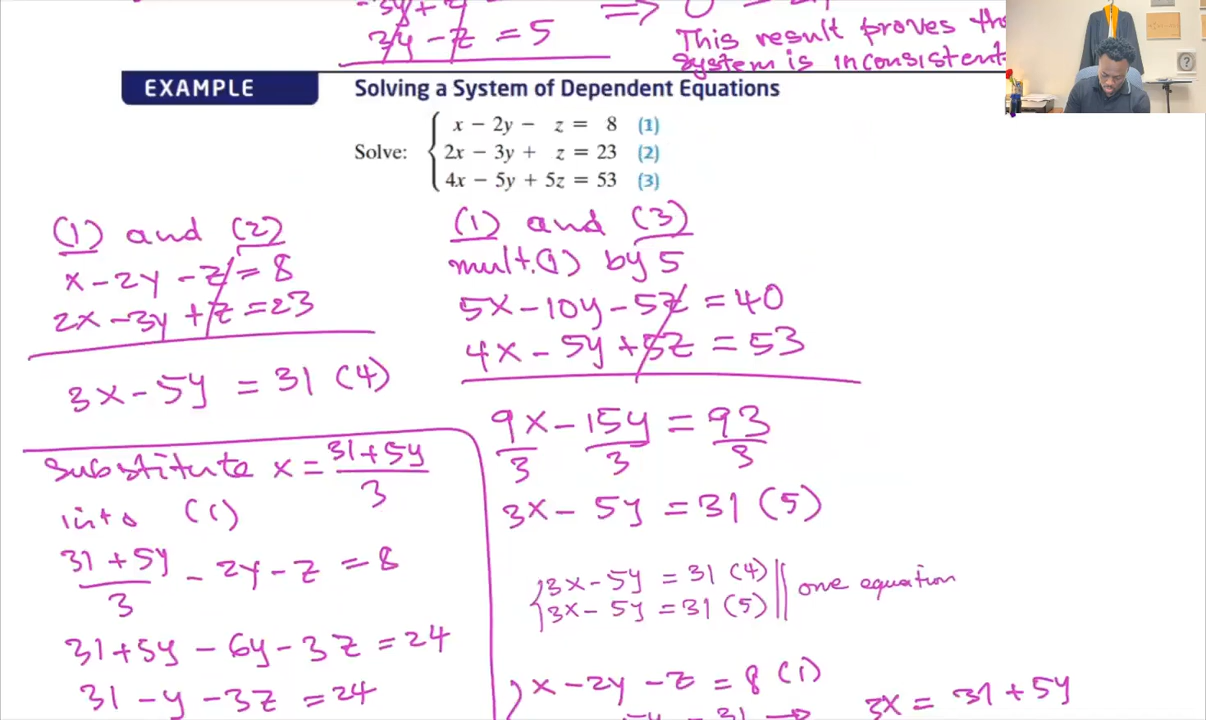 -3y + z
3y - z = 5
=> 0
This result proves
system is inconsistent
EXAMPLE Solving a System of Dependent Equations
Solve:
x − 2y − z = 8 (1)
2x − 3y + z = 23 (2)
4x − 5y + 5z = 53 (3)
(1) and (2)
x - 2y - z = 8
2x - 3y + z = 23
3x - 5y = 31 (4)
substitute x = (31 + 5y)/3
into (1)
(31 + 5y)/3 - 2y - z = 8
31 + 5y - 6y - 3z = 24
31 - y - 3z = 24
(1) and (3)
mult. (1) by 5
5x - 10y - 5z = 40
4x - 5y + 5z = 53
9x/3 - 15y/3 = 93/3
3x - 5y = 31 (5)
3x - 5y = 31 (4)
3x - 5y = 31 (5)
one equation
x - 2y - z = 8 (1)
3x = 31 + 5y